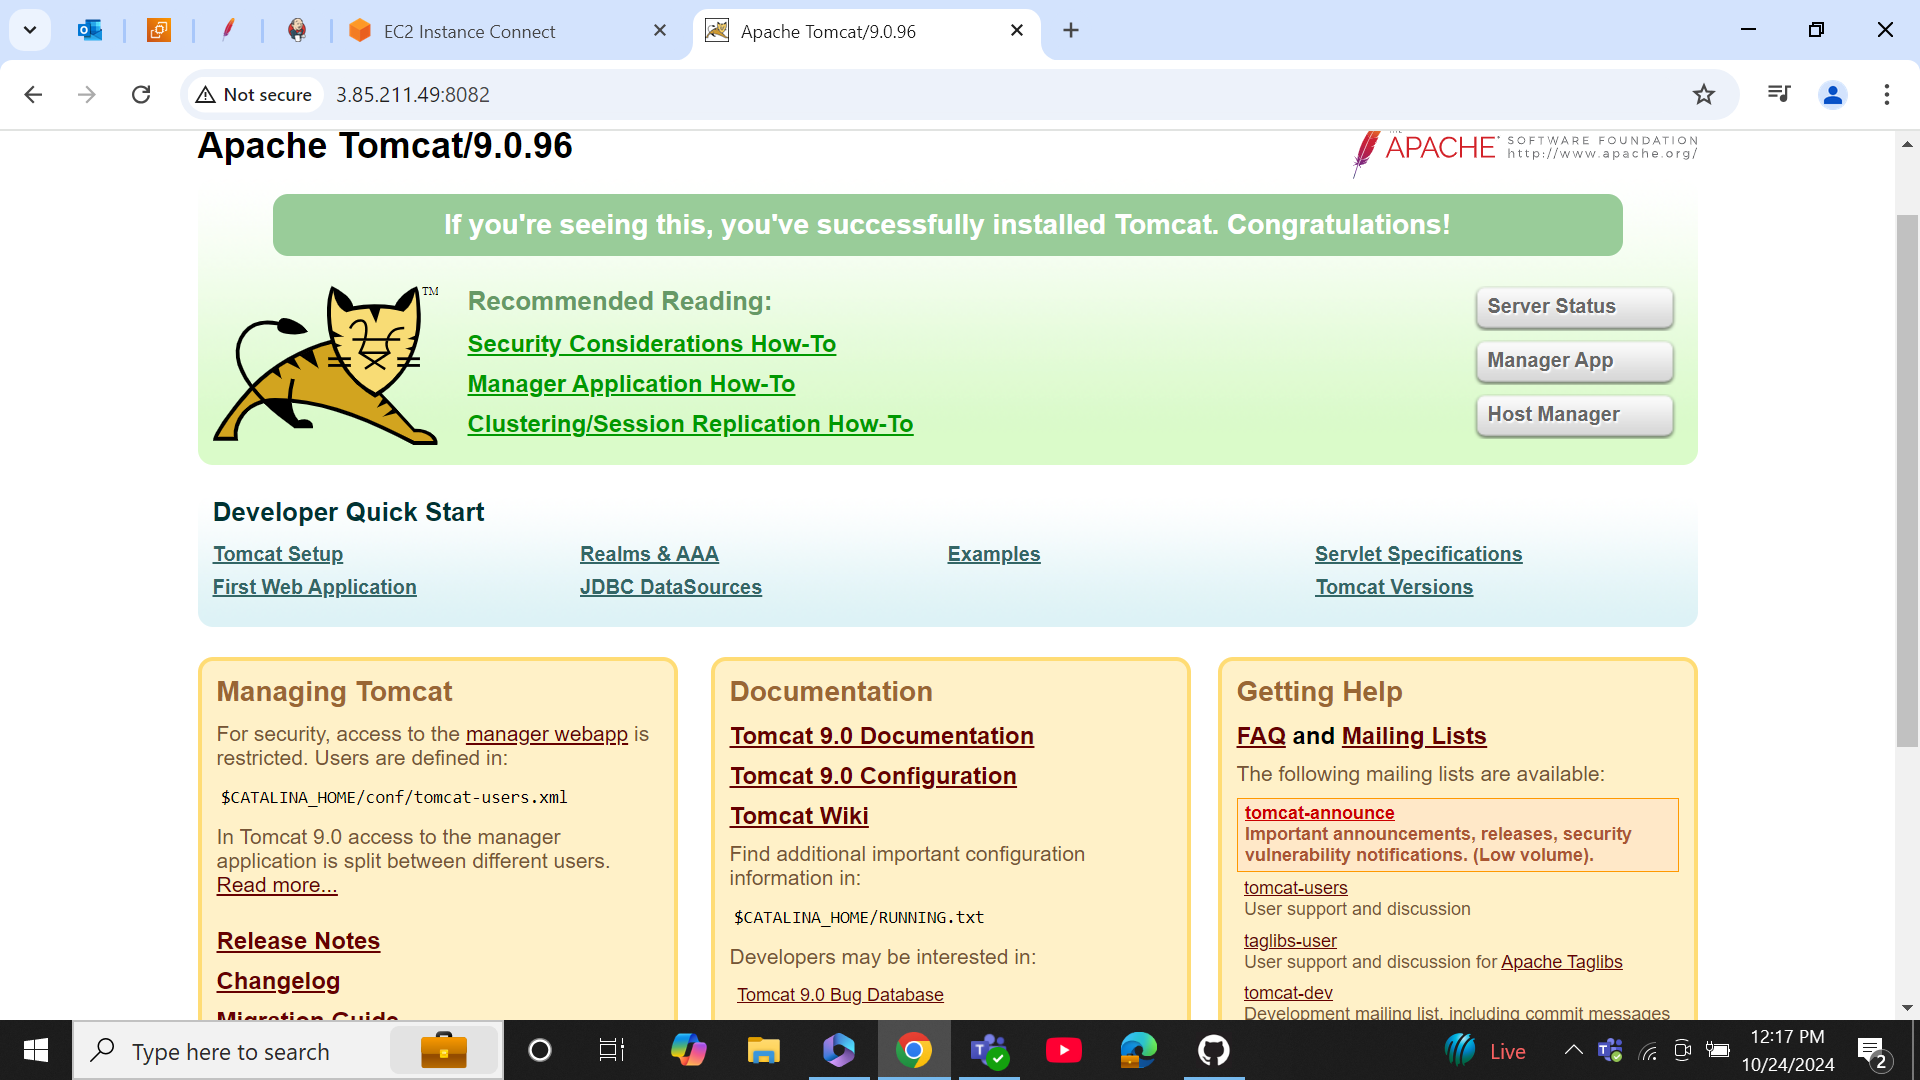 EC2 Instance Connect
Apache Tomcat/9.0.96
Not secure
3.85.211.49:8082
Apache Tomcat/9.0.96
APACHE
SOFTWARE FOUNDATION
http://www.apache.org/
If you're seeing this, you've successfully installed Tomcat. Congratulations!
TM
Recommended Reading:
Security Considerations How-To
Manager Application How-To
Clustering/Session Replication How-To
Server Status
Manager App
Host Manager
Developer Quick Start
Tomcat Setup
Realms & AAA
Examples
Servlet Specifications
First Web Application
JDBC DataSources
Tomcat Versions
Managing Tomcat
For security, access to the manager webapp is
restricted. Users are defined in:
$CATALINA_HOME/conf/tomcat-users.xml
In Tomcat 9.0 access to the manager
application is split between different users.
Read more...
Release Notes
Changelog
Migration Guide
Documentation
Tomcat 9.0 Documentation
Tomcat 9.0 Configuration
Tomcat Wiki
Find additional important configuration
information in:
$CATALINA_HOME/RUNNING.txt
Developers may be interested in:
Tomcat 9.0 Bug Database
Getting Help
FAQ and Mailing Lists
The following mailing lists are available:
tomcat-announce
Important announcements, releases, security
vulnerability notifications. (Low volume).
tomcat-users
User support and discussion
taglibs-user
User support and discussion for Apache Taglibs
tomcat-dev
Development mailing list, including commit messages
Type here to search
Live
12:17 PM
10/24/2024
2